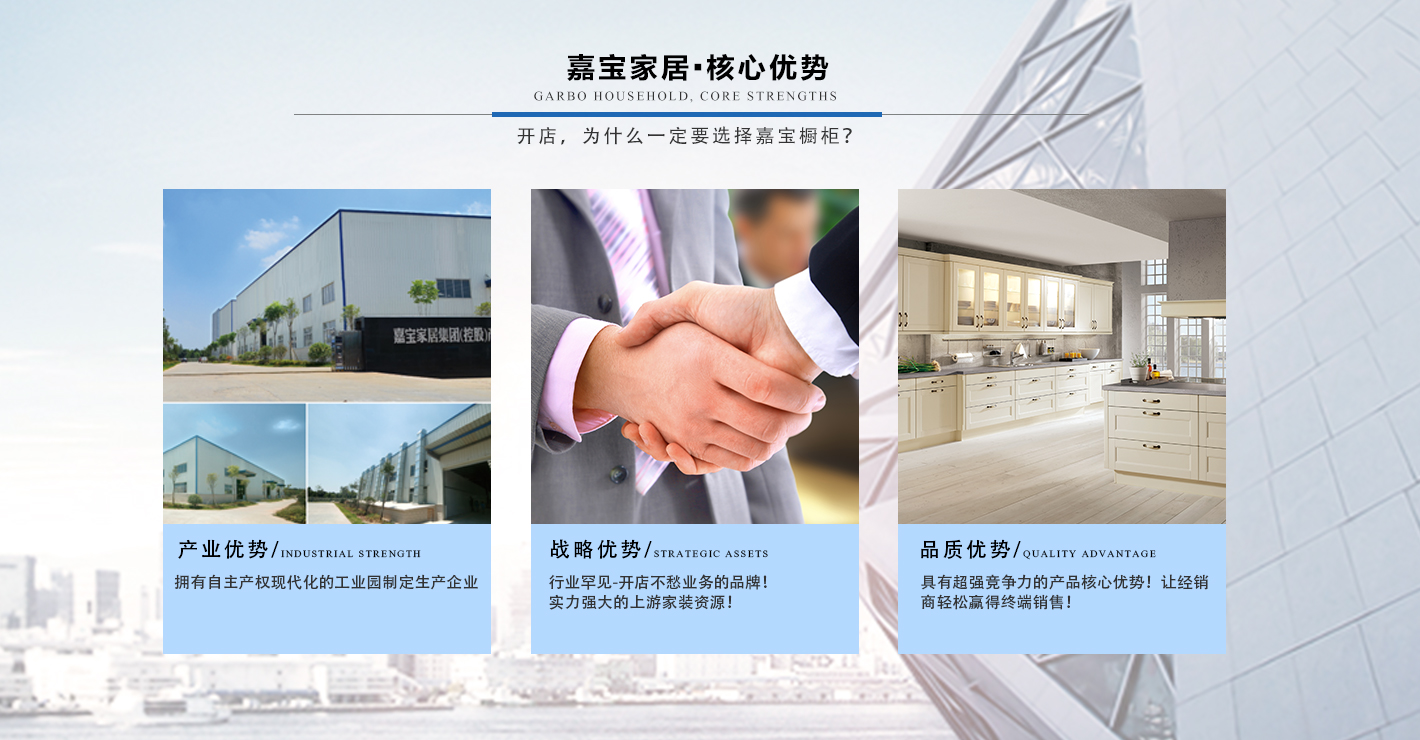 嘉宝家居·核心优势
GARBO HOUSEHOLD, CORE STRENGTHS
开店，为什么一定要选择嘉宝橱柜？
嘉宝家居集团(控股)
产业优势/INDUSTRIAL STRENGTH
拥有自主产权现代化的工业园制定生产企业
战略优势/STRATEGIC ASSETS
行业罕见-开店不愁业务的品牌！
实力强大的上游家装资源！
品质优势/QUALITY ADVANTAGE
具有超强竞争力的产品核心优势！让经销
商轻松赢得终端销售！